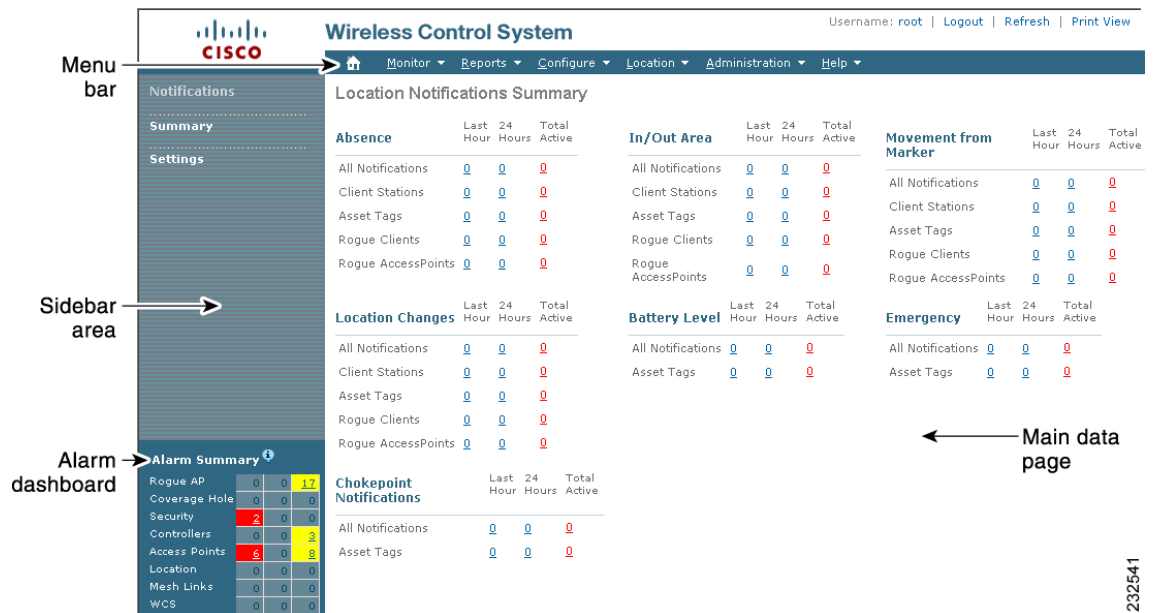 Username: root | Logout | Refresh | Print View
CISCO
Wireless Control System
Menu bar
Monitor Reports Configure Location Administration Help
Notifications
Summary
Settings
Location Notifications Summary
Absence Last Hour 24 Hours Total Active
All Notifications 0 0 0
Client Stations 0 0 0
Asset Tags 0 0 0
Rogue Clients 0 0 0
Rogue AccessPoints 0 0 0
In/Out Area Last Hour 24 Hours Total Active
All Notifications 0 0 0
Client Stations 0 0 0
Asset Tags 0 0 0
Rogue Clients 0 0 0
Rogue AccessPoints 0 0 0
Movement from Marker Last Hour 24 Hours Total Active
All Notifications 0 0 0
Client Stations 0 0 0
Asset Tags 0 0 0
Rogue Clients 0 0 0
Rogue AccessPoints 0 0 0
Sidebar area
Location Changes Last Hour 24 Hours Total Active
All Notifications 0 0 0
Client Stations 0 0 0
Asset Tags 0 0 0
Rogue Clients 0 0 0
Rogue AccessPoints 0 0 0
Battery Level Last Hour 24 Hours Total Active
All Notifications 0 0 0
Asset Tags 0 0 0
Emergency Last Hour 24 Hours Total Active
All Notifications 0 0 0
Asset Tags 0 0 0
Main data page
Alarm dashboard
Alarm Summary
Rogue AP 0 0 17
Coverage Hole 0 0 0
Security 2 0 0
Controllers 0 0 3
Access Points 6 0 8
Location 0 0 0
Mesh Links 0 0 0
WCS 0 0 0
Chokepoint Notifications Last Hour 24 Hours Total Active
All Notifications 0 0 0
Asset Tags 0 0 0
232541